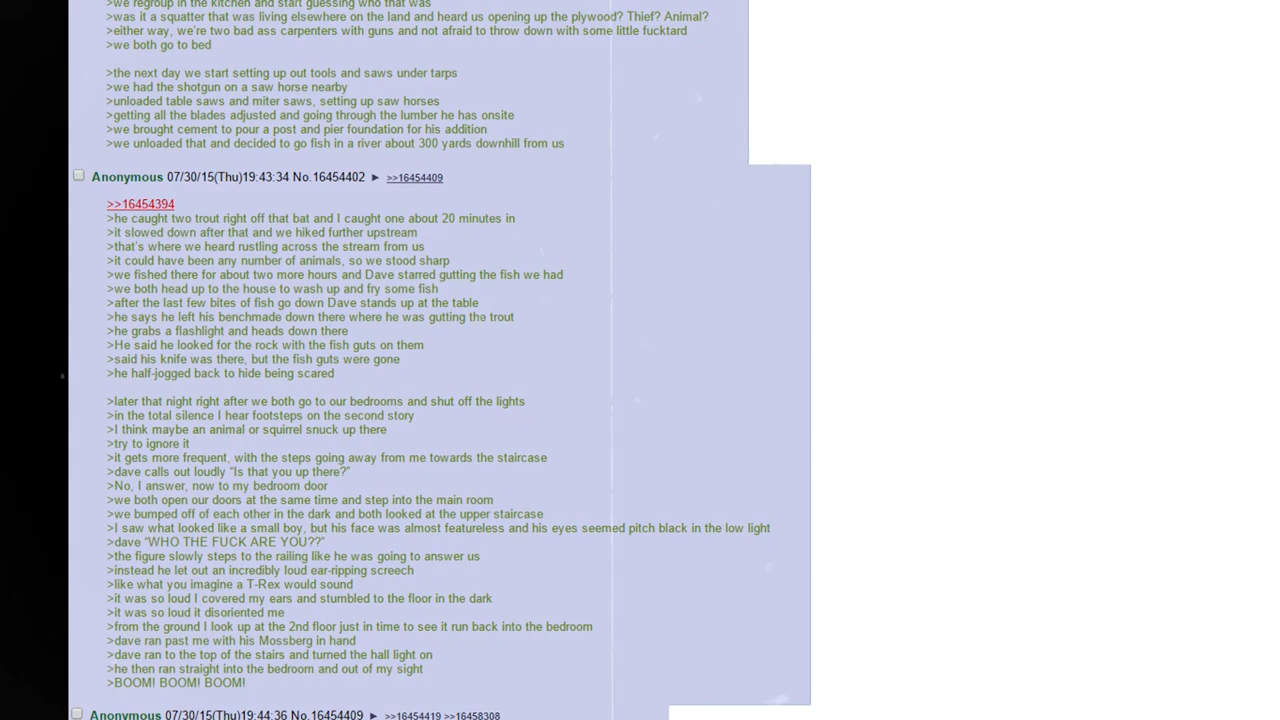 >we regroup in the kitchen and start guessing who that was
>was it a squatter that was living elsewhere on the land and heard us opening up the plywood? Thief? Animal?
>either way, we're two bad ass carpenters with guns and not afraid to throw down with some little fucktard
>we both go to bed
>the next day we start setting up out tools and saws under tarps
>we had the shotgun on a saw horse nearby
>unloaded table saws and miter saws, setting up saw horses
>getting all the blades adjusted and going through the lumber he has onsite
>we brought cement to pour a post and pier foundation for his addition
>we unloaded that and decided to go fish in a river about 300 yards downhill from us
Anonymous 07/30/15(Thu)19:43:34 No.16454402 ► >>16454409
>>16454394
>he caught two trout right off that bat and I caught one about 20 minutes in
>it slowed down after that and we hiked further upstream
>that's where we heard rustling across the stream from us
>it could have been any number of animals, so we stood sharp
>we fished there for about two more hours and Dave starred gutting the fish we had
>we both head up to the house to wash up and fry some fish
>after the last few bites of fish go down Dave stands up at the table
>he says he left his benchmade down there where he was gutting the trout
>he grabs a flashlight and heads down there
>He said he looked for the rock with the fish guts on them
>said his knife was there, but the fish guts were gone
>he half-jogged back to hide being scared
>later that night right after we both go to our bedrooms and shut off the lights
>in the total silence I hear footsteps on the second story
>I think maybe an animal or squirrel snuck up there
>try to ignore it
>it gets more frequent, with the steps going away from me towards the staircase
>dave calls out loudly “Is that you up there?”
>No, I answer, now to my bedroom door
>we both open our doors at the same time and step into the main room
>we bumped off of each other in the dark and both looked at the upper staircase
>I saw what looked like a small boy, but his face was almost featureless and his eyes seemed pitch black in the low light
>dave “WHO THE FUCK ARE YOU??”
>the figure slowly steps to the railing like he was going to answer us
>instead he let out an incredibly loud ear-ripping screech
>like what you imagine a T-Rex would sound
>it was so loud I covered my ears and stumbled to the floor in the dark
>it was so loud it disoriented me
>from the ground I look up at the 2nd floor just in time to see it run back into the bedroom
>dave ran past me with his Mossberg in hand
>dave ran to the top of the stairs and turned the hall light on
>he then ran straight into the bedroom and out of my sight
>BOOM! BOOM! BOOM!
Anonymous 07/30/15(Thu)19:44:36 No.16454409 ► >>16454419 >>16458308